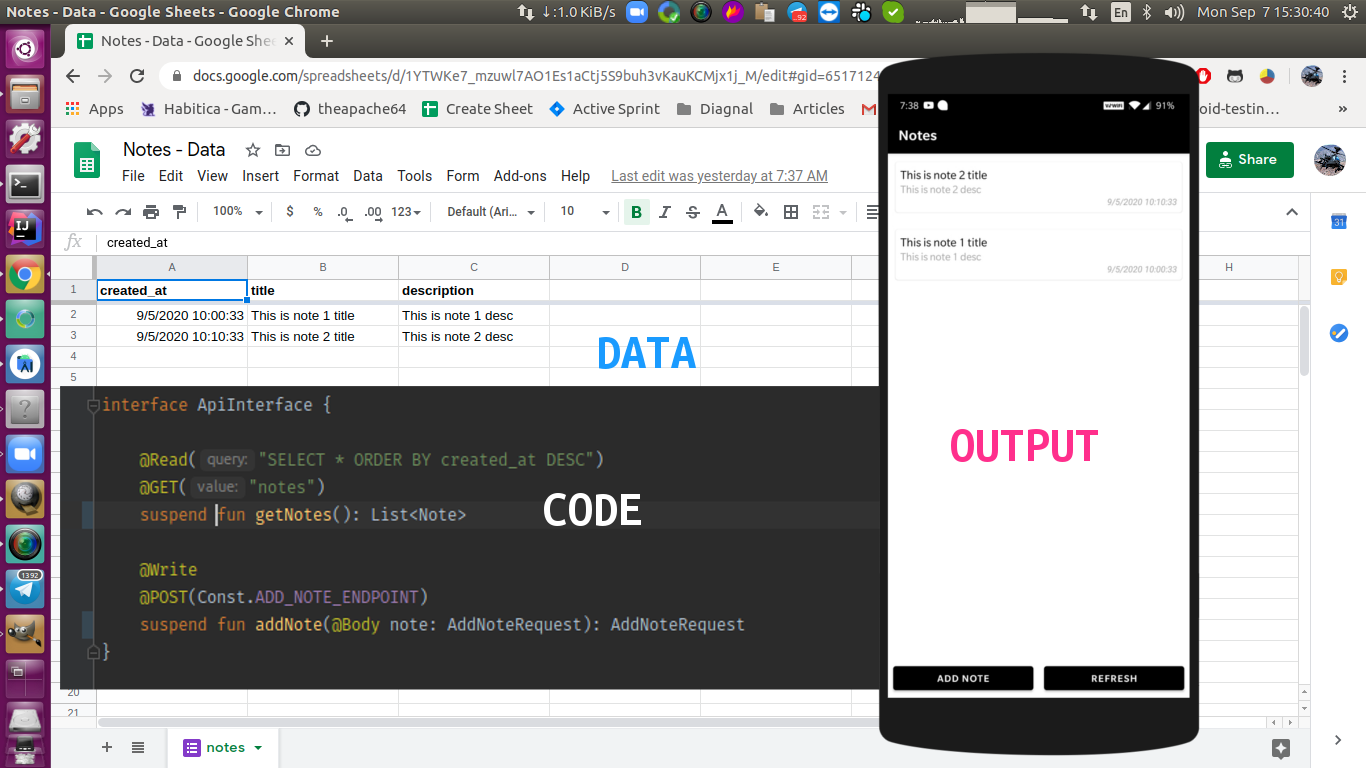 Notes - Data - Google Sheets - Google Chrome
↓:1.0 KiB/s
92
En
Mon Sep 7 15:30:40
Notes - Data - Google She
docs.google.com/spreadsheets/d/1YTWKe7_mzuwl7AO1Es1aCtj5S9buh3vKauKCMjx1j_M/edit#gid=6517124
Apps
Habitica - Gam…
theapache64
Create Sheet
Active Sprint
Diagnal
Articles
oid-testin…
»
Notes - Data
Share
File Edit View Insert Format Data Tools Form Add-ons Help Last edit was yesterday at 7:37 AM
100% $ % .0 .00 123 Default (Ari... 10 B I S A
31
fx created_at
A B C D E H
1 created_at title description
2 9/5/2020 10:00:33 This is note 1 title This is note 1 desc
3 9/5/2020 10:10:33 This is note 2 title This is note 2 desc
4
5
DATA
interface ApiInterface {
@Read( query: "SELECT * ORDER BY created_at DESC")
@GET( value: "notes")
suspend fun getNotes(): List<Note>
@Write
@POST(Const.ADD_NOTE_ENDPOINT)
suspend fun addNote(@Body note: AddNoteRequest): AddNoteRequest
}
CODE
20
21
+ notes
1392
7:38
91%
Notes
This is note 2 title
This is note 2 desc
9/5/2020 10:10:33
This is note 1 title
This is note 1 desc
9/5/2020 10:00:33
OUTPUT
ADD NOTE
REFRESH